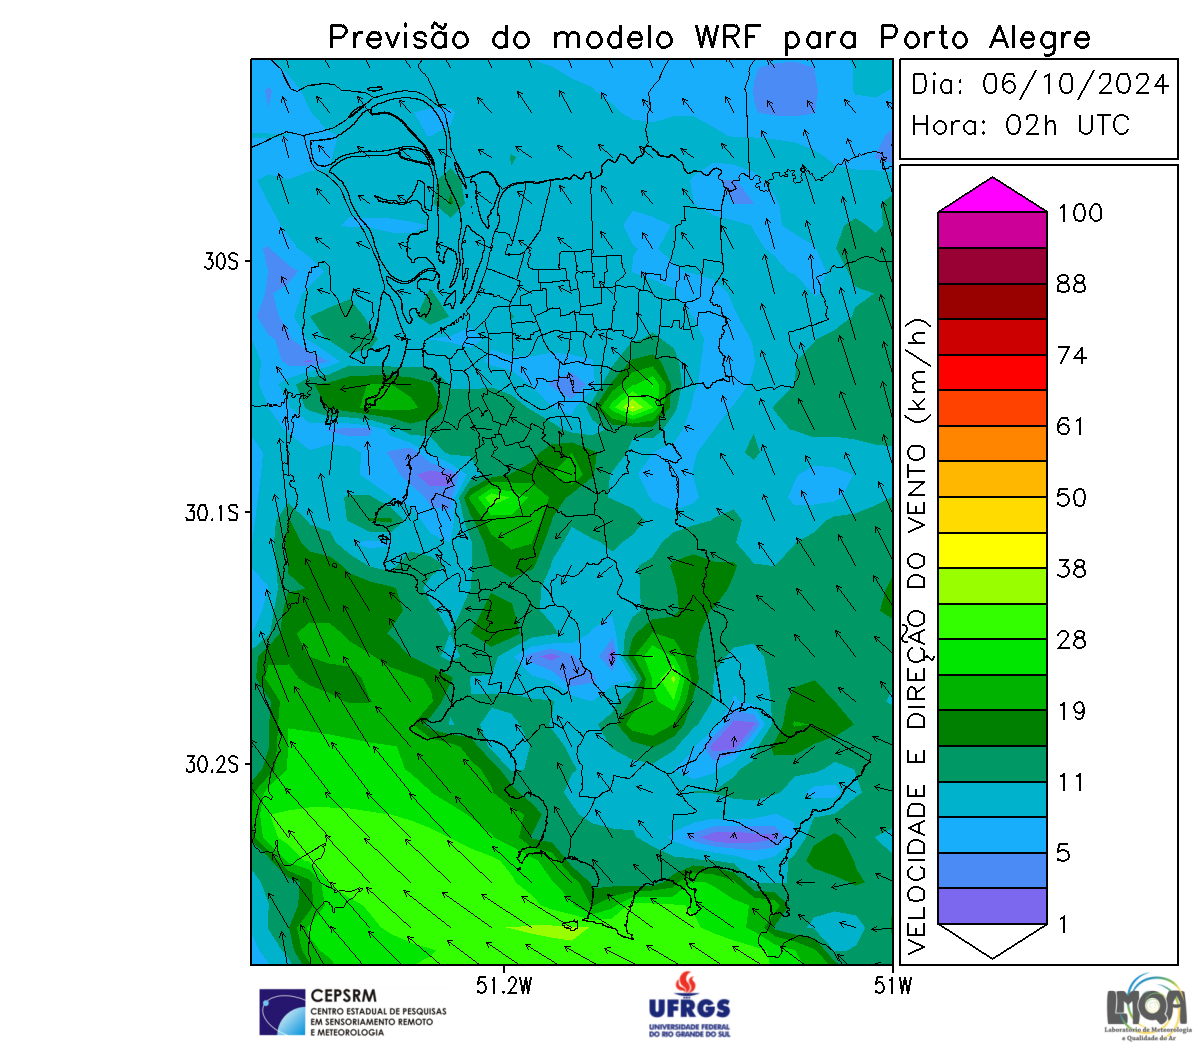 Previsão do modelo WRF para Porto Alegre
Dia: 06/10/2024
Hora: 02h UTC
30S
30.1S
30.2S
51.2W
51W
VELOCIDADE E DIREÇÃO DO VENTO (km/h)
100
88
74
61
50
38
28
19
11
5
1
CEPSRM
CENTRO ESTADUAL DE PESQUISAS
EM SENSORIAMENTO REMOTO
E METEOROLOGIA
UFRGS
UNIVERSIDADE FEDERAL
DO RIO GRANDE DO SUL
LMQA
Laboratório de Meteorologia
e Qualidade do Ar